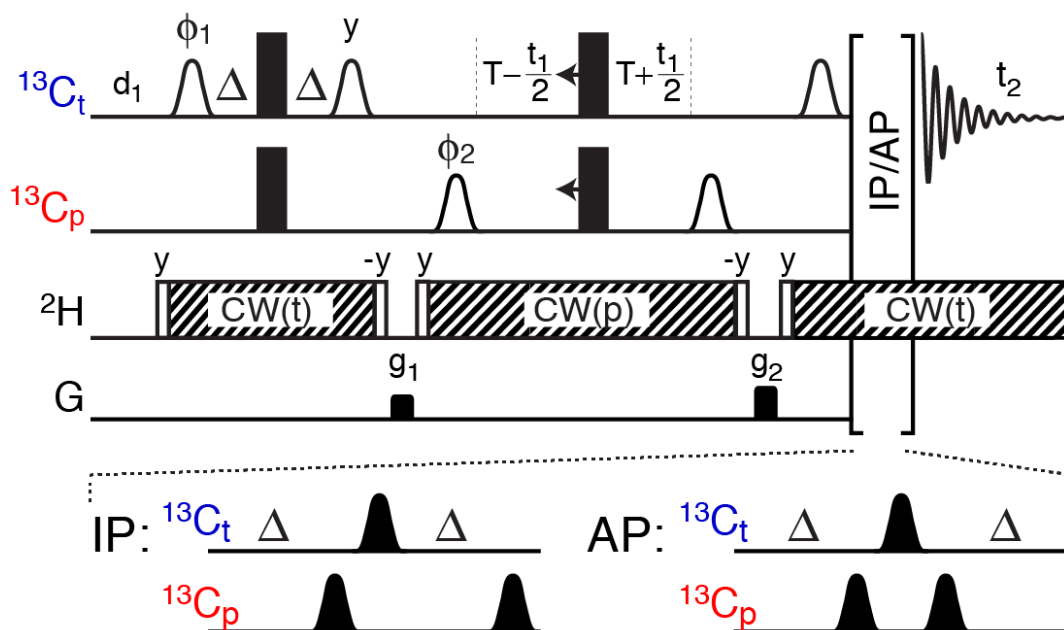 ϕ₁ y
¹³Cₜ d₁ Δ Δ T−t₁/2 T+t₁/2 t₂
IP/AP
ϕ₂
¹³Cₚ
y -y y -y y
²H CW(t) CW(p) CW(t)
g₁ g₂
G
IP: ¹³Cₜ Δ Δ AP: ¹³Cₜ Δ Δ
¹³Cₚ ¹³Cₚ